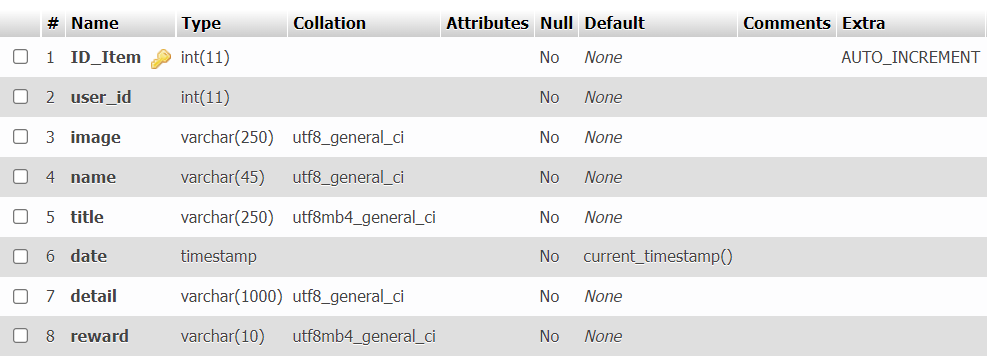 # Name Type Collation Attributes Null Default Comments Extra
1 ID_Item int(11) No None AUTO_INCREMENT
2 user_id int(11) No None
3 image varchar(250) utf8_general_ci No None
4 name varchar(45) utf8_general_ci No None
5 title varchar(250) utf8mb4_general_ci No None
6 date timestamp No current_timestamp()
7 detail varchar(1000) utf8_general_ci No None
8 reward varchar(10) utf8mb4_general_ci No None